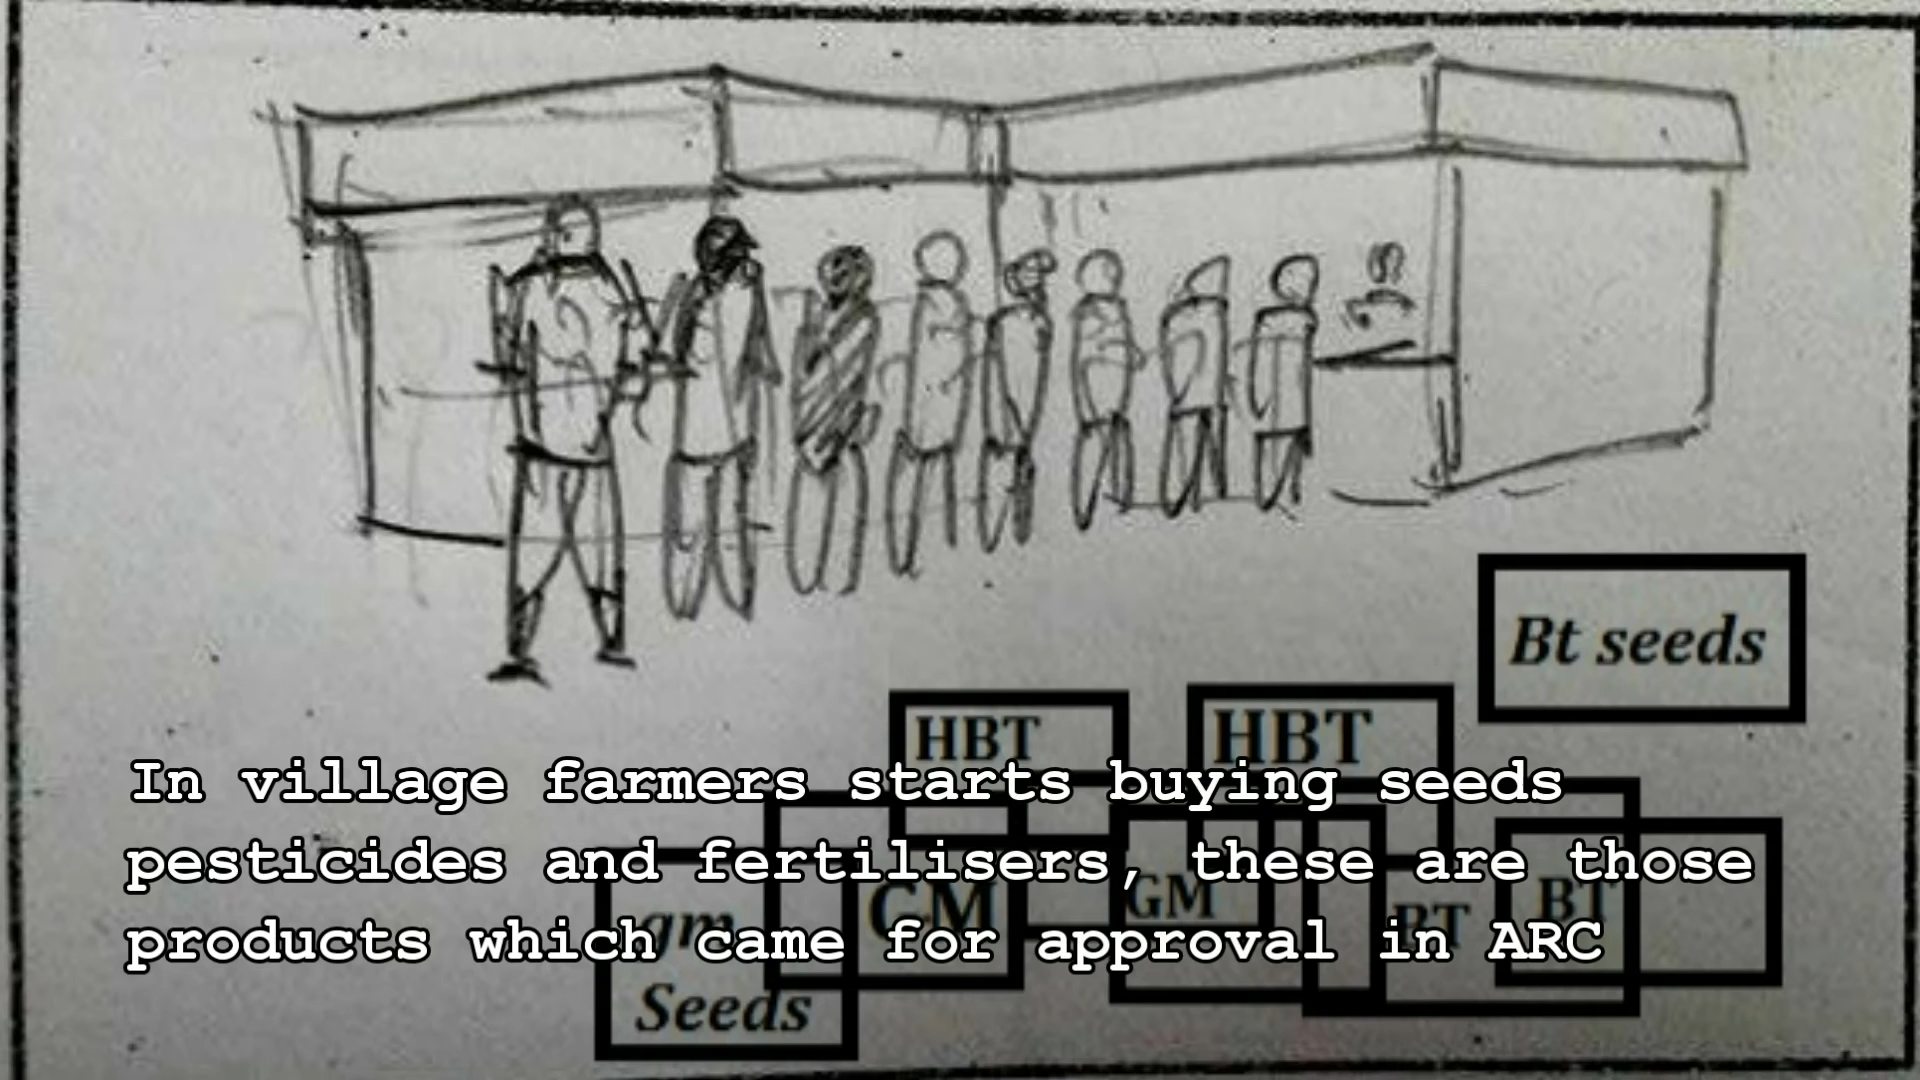 Bt seeds
HBT
HBT
In village farmers starts buying seeds
pesticides and fertilisers, these are those
products which came for approval in ARC
GM
GM
BT
BT
gm
Seeds